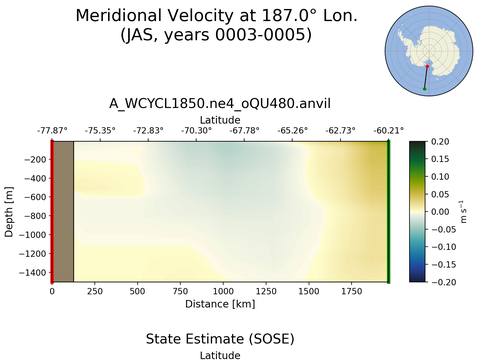 Meridional Velocity at 187.0° Lon.
(JAS, years 0003-0005)
A_WCYCL1850.ne4_oQU480.anvil
Latitude
-77.87° -75.35° -72.83° -70.30° -67.78° -65.26° -62.73° -60.21°
Depth [m]
−200
−400
−600
−800
−1000
−1200
−1400
0 250 500 750 1000 1250 1500 1750
Distance [km]
0.20
0.15
0.10
0.05
0.00
−0.05
−0.10
−0.15
−0.20
m s⁻¹
State Estimate (SOSE)
Latitude